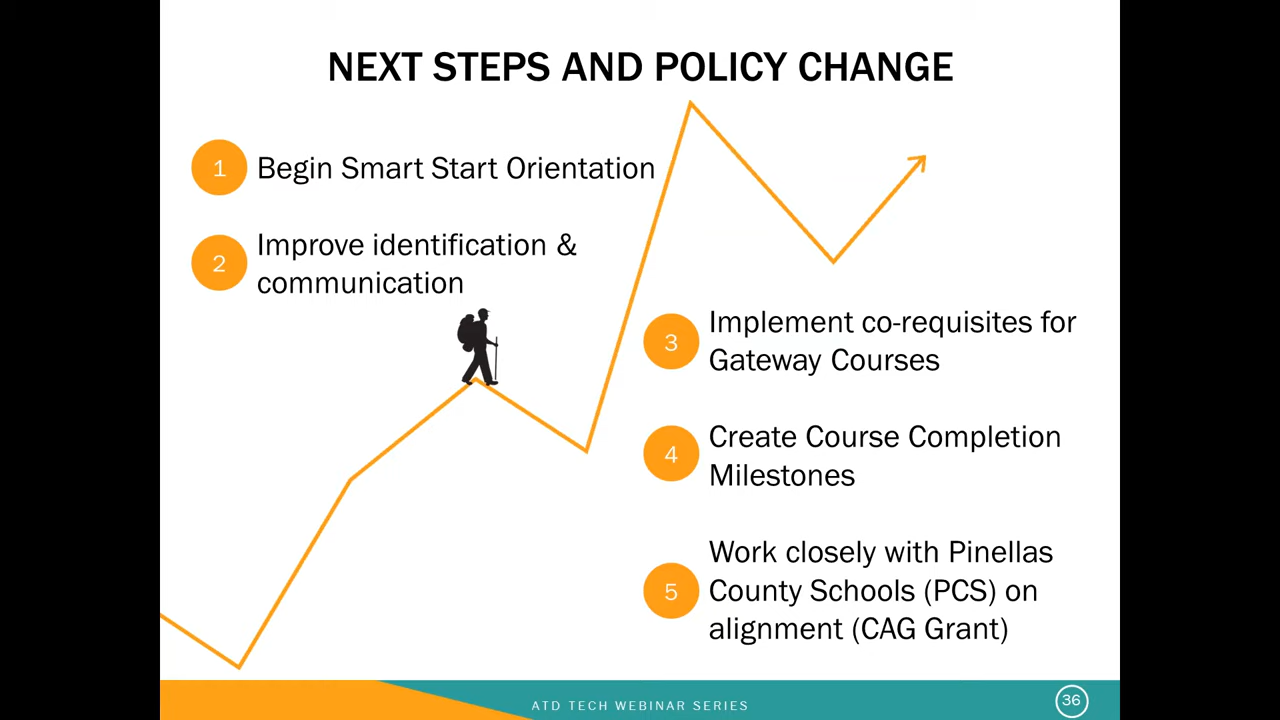 NEXT STEPS AND POLICY CHANGE
1 Begin Smart Start Orientation
2 Improve identification &
communication
3 Implement co-requisites for
Gateway Courses
4 Create Course Completion
Milestones
5 Work closely with Pinellas
County Schools (PCS) on
alignment (CAG Grant)
ATD TECH WEBINAR SERIES
36